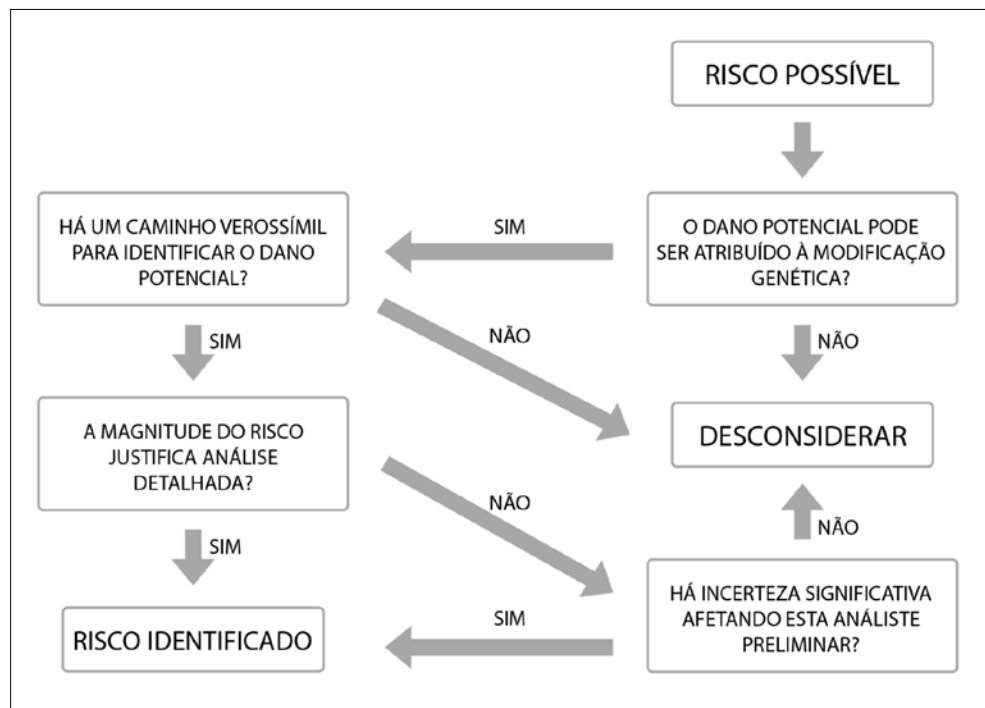 RISCO POSSÍVEL
HÁ UM CAMINHO VEROSSÍMIL
PARA IDENTIFICAR O DANO
POTENCIAL?
SIM
O DANO POTENCIAL PODE
SER ATRIBUÍDO À MODIFICAÇÃO
GENÉTICA?
SIM
NÃO
NÃO
A MAGNITUDE DO RISCO
JUSTIFICA ANÁLISE
DETALHADA?
DESCONSIDERAR
NÃO
NÃO
SIM
RISCO IDENTIFICADO
SIM
HÁ INCERTEZA SIGNIFICATIVA
AFETANDO ESTA ANÁLISTE
PRELIMINAR?